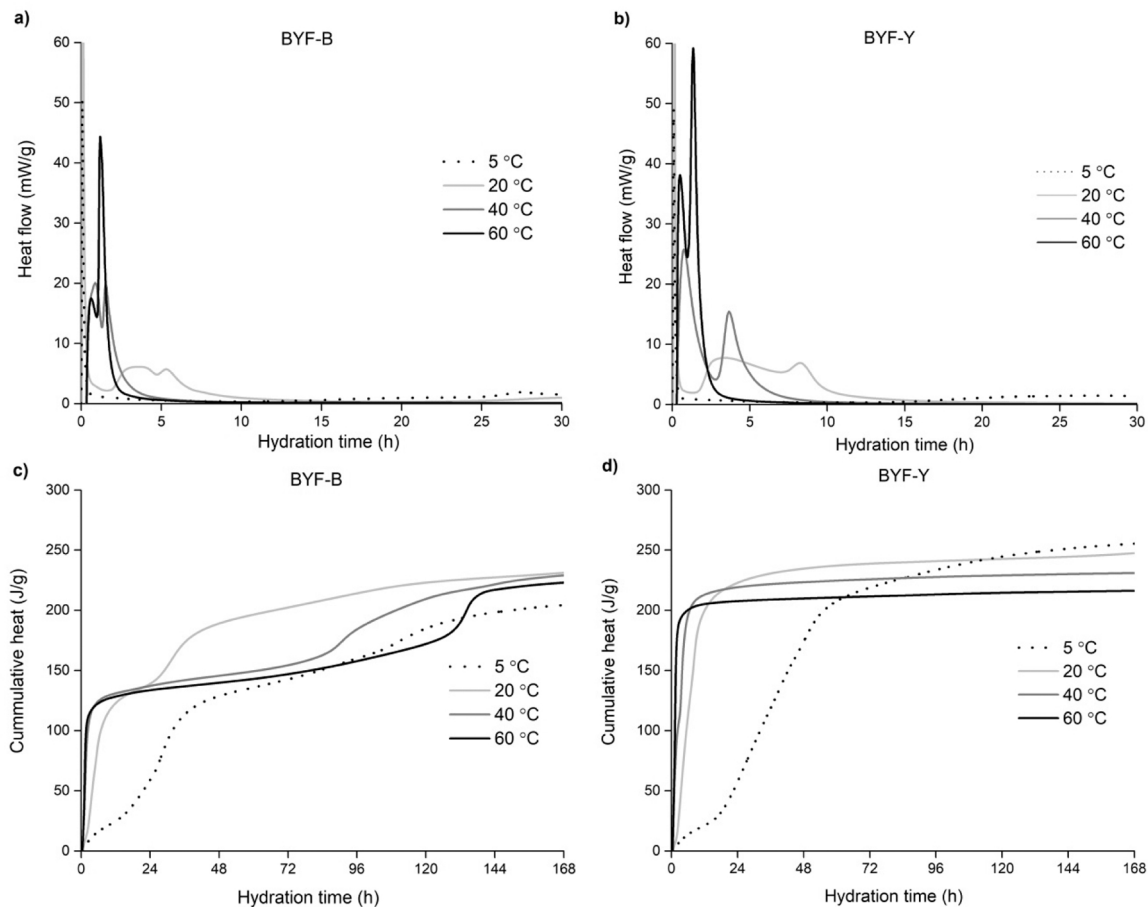 a)
BYF-B
Heat flow (mW/g)
60
50
40
30
20
10
0
5 °C
20 °C
40 °C
60 °C
0 5 10 15 20 25 30
Hydration time (h)
b)
BYF-Y
Heat flow (mW/g)
60
50
40
30
20
10
0
5 °C
20 °C
40 °C
60 °C
0 5 10 15 20 25 30
Hydration time (h)
c)
BYF-B
Cummulative heat (J/g)
300
250
200
150
100
50
0
5 °C
20 °C
40 °C
60 °C
0 24 48 72 96 120 144 168
Hydration time (h)
d)
BYF-Y
Cumulative heat (J/g)
300
250
200
150
100
50
0
5 °C
20 °C
40 °C
60 °C
0 24 48 72 96 120 144 168
Hydration time (h)